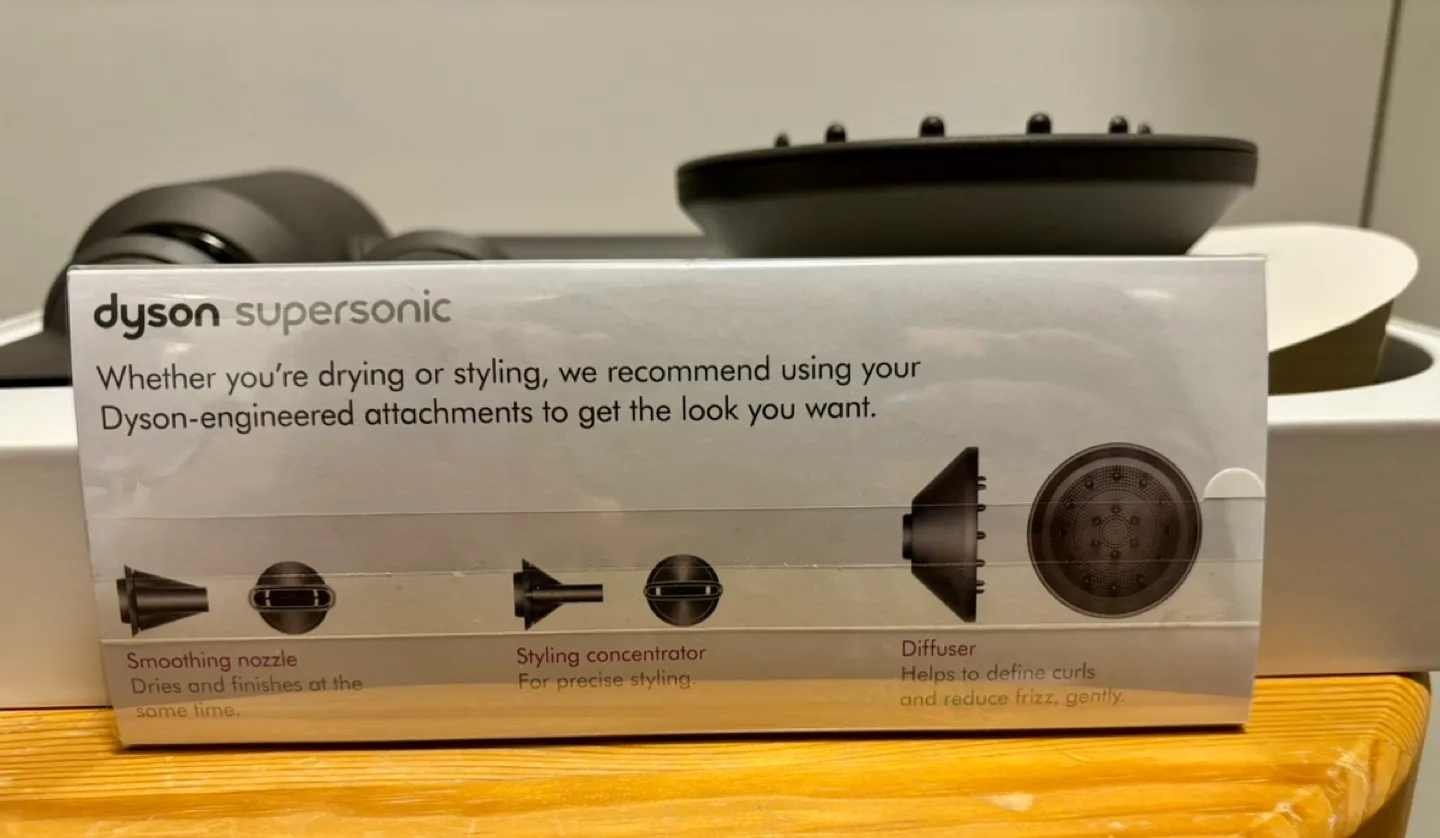 dyson supersonic
Whether you're drying or styling, we recommend using your
Dyson-engineered attachments to get the look you want.
Smoothing nozzle
Dries and finishes at the
same time.
Styling concentrator
For precise styling.
Diffuser
Helps to define curls
and reduce frizz, gently.